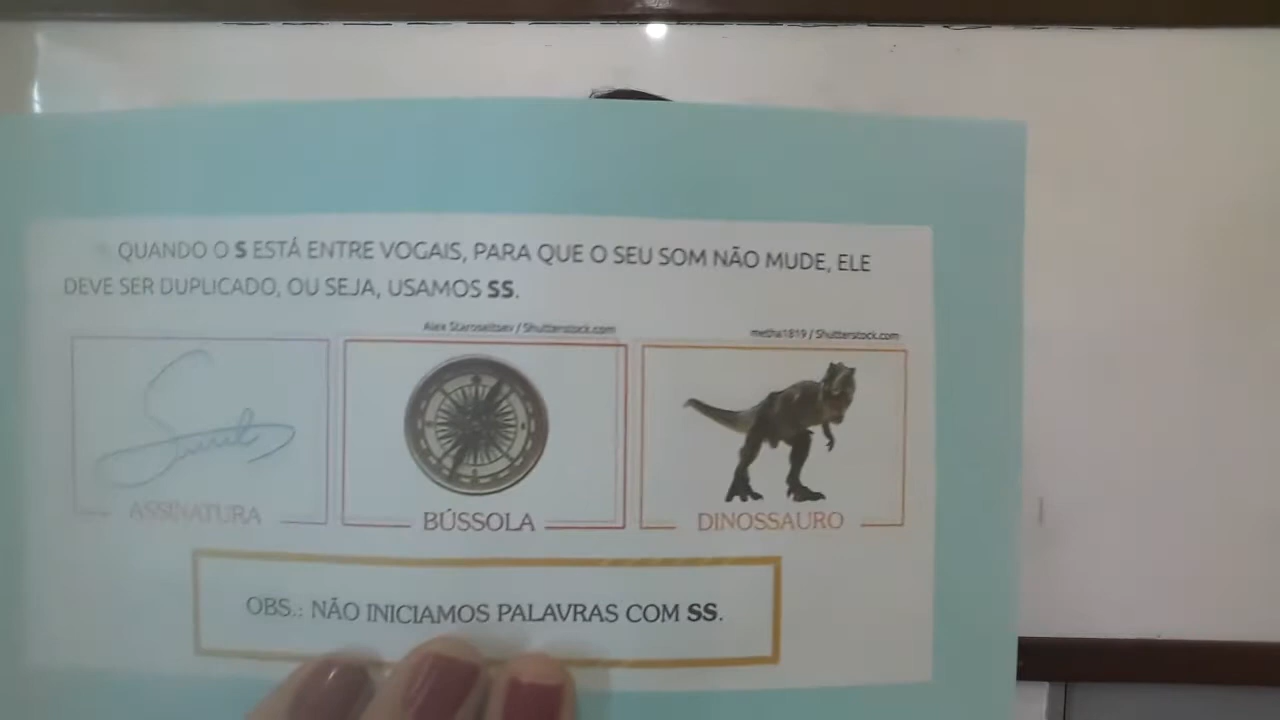 QUANDO O S ESTÁ ENTRE VOGAIS, PARA QUE O SEU SOM NÃO MUDE, ELE
DEVE SER DUPLICADO, OU SEJA, USAMOS SS.
Alex Staroseltsev / Shutterstock.com
metha1819 / Shutterstock.com
ASSINATURA
BÚSSOLA
DINOSSAURO
OBS.: NÃO INICIAMOS PALAVRAS COM SS.